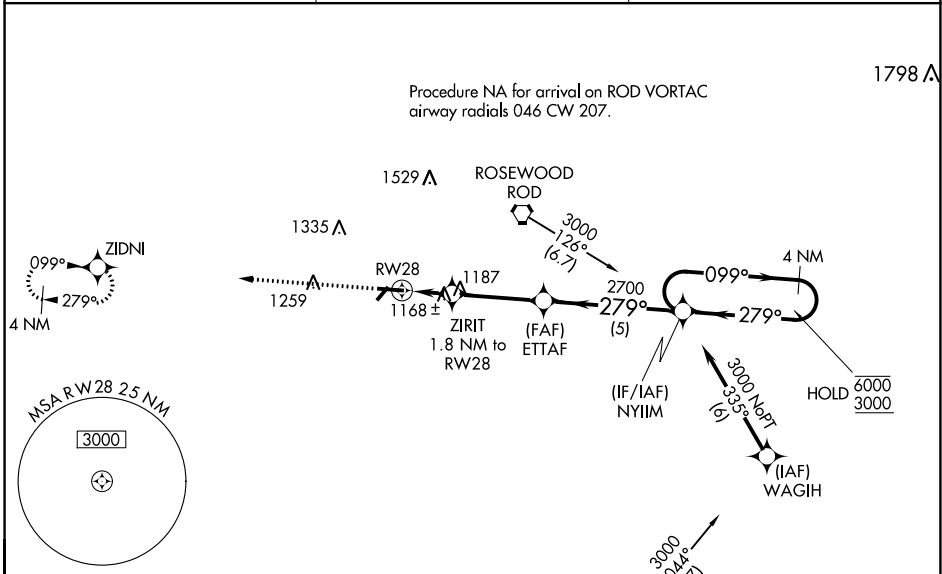 1798
Procedure NA for arrival on ROD VORTAC
airway radials 046 CW 207.
1529
ROSEWOOD
ROD
3000
126°
(6.7)
1335
ZIDNI
099°
279°
4 NM
RW28
1187
1259
1168 ±
ZIRIT
1.8 NM to
RW28
(FAF)
ETTAF
2700
279°
(5)
099°
4 NM
279°
(IF/IAF)
NYIIM
HOLD 6000
3000
3000 NoPT
335°
(6)
(IAF)
WAGIH
MSA RW28 25 NM
3000
3000
044°